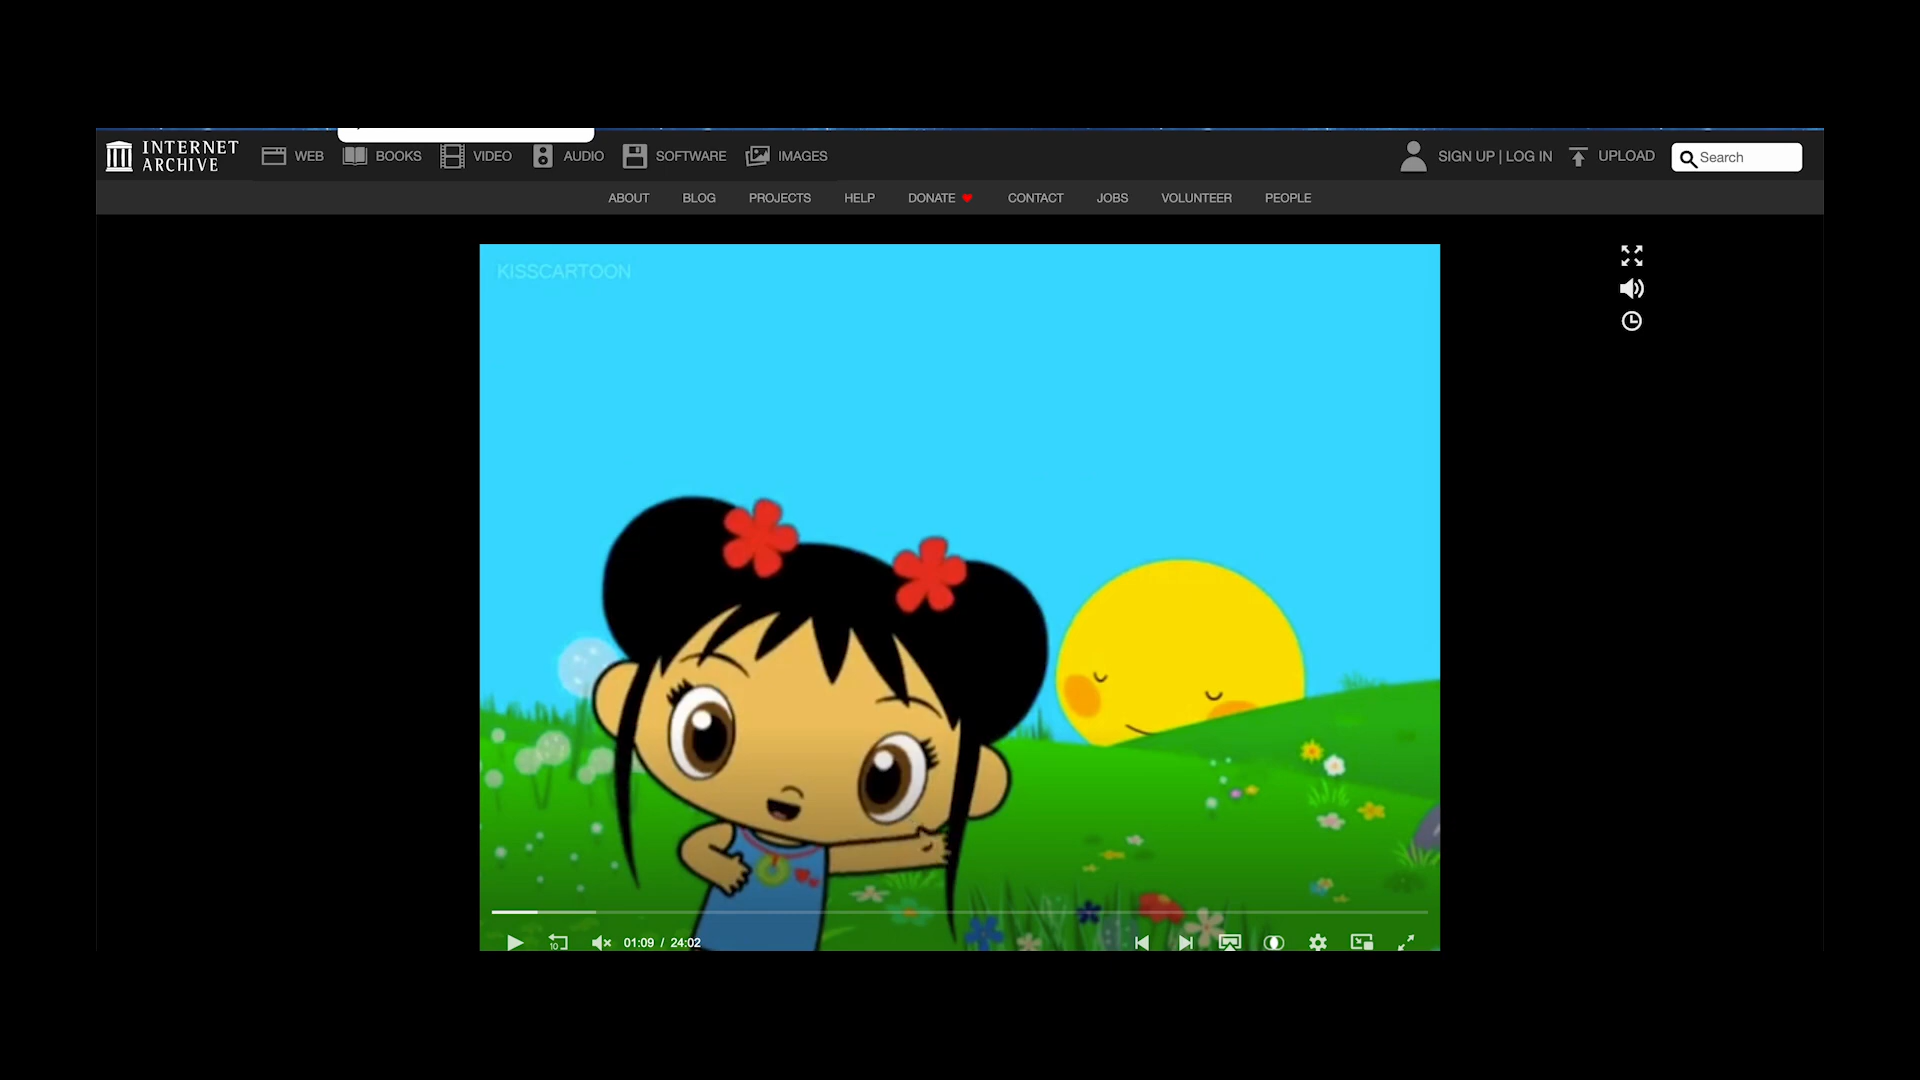 INTERNET
ARCHIVE
WEB
BOOKS
VIDEO
AUDIO
SOFTWARE
IMAGES
SIGN UP | LOG IN
UPLOAD
Search
ABOUT
BLOG
PROJECTS
HELP
DONATE
CONTACT
JOBS
VOLUNTEER
PEOPLE
KISSCARTOON
10
01:09 / 24:02